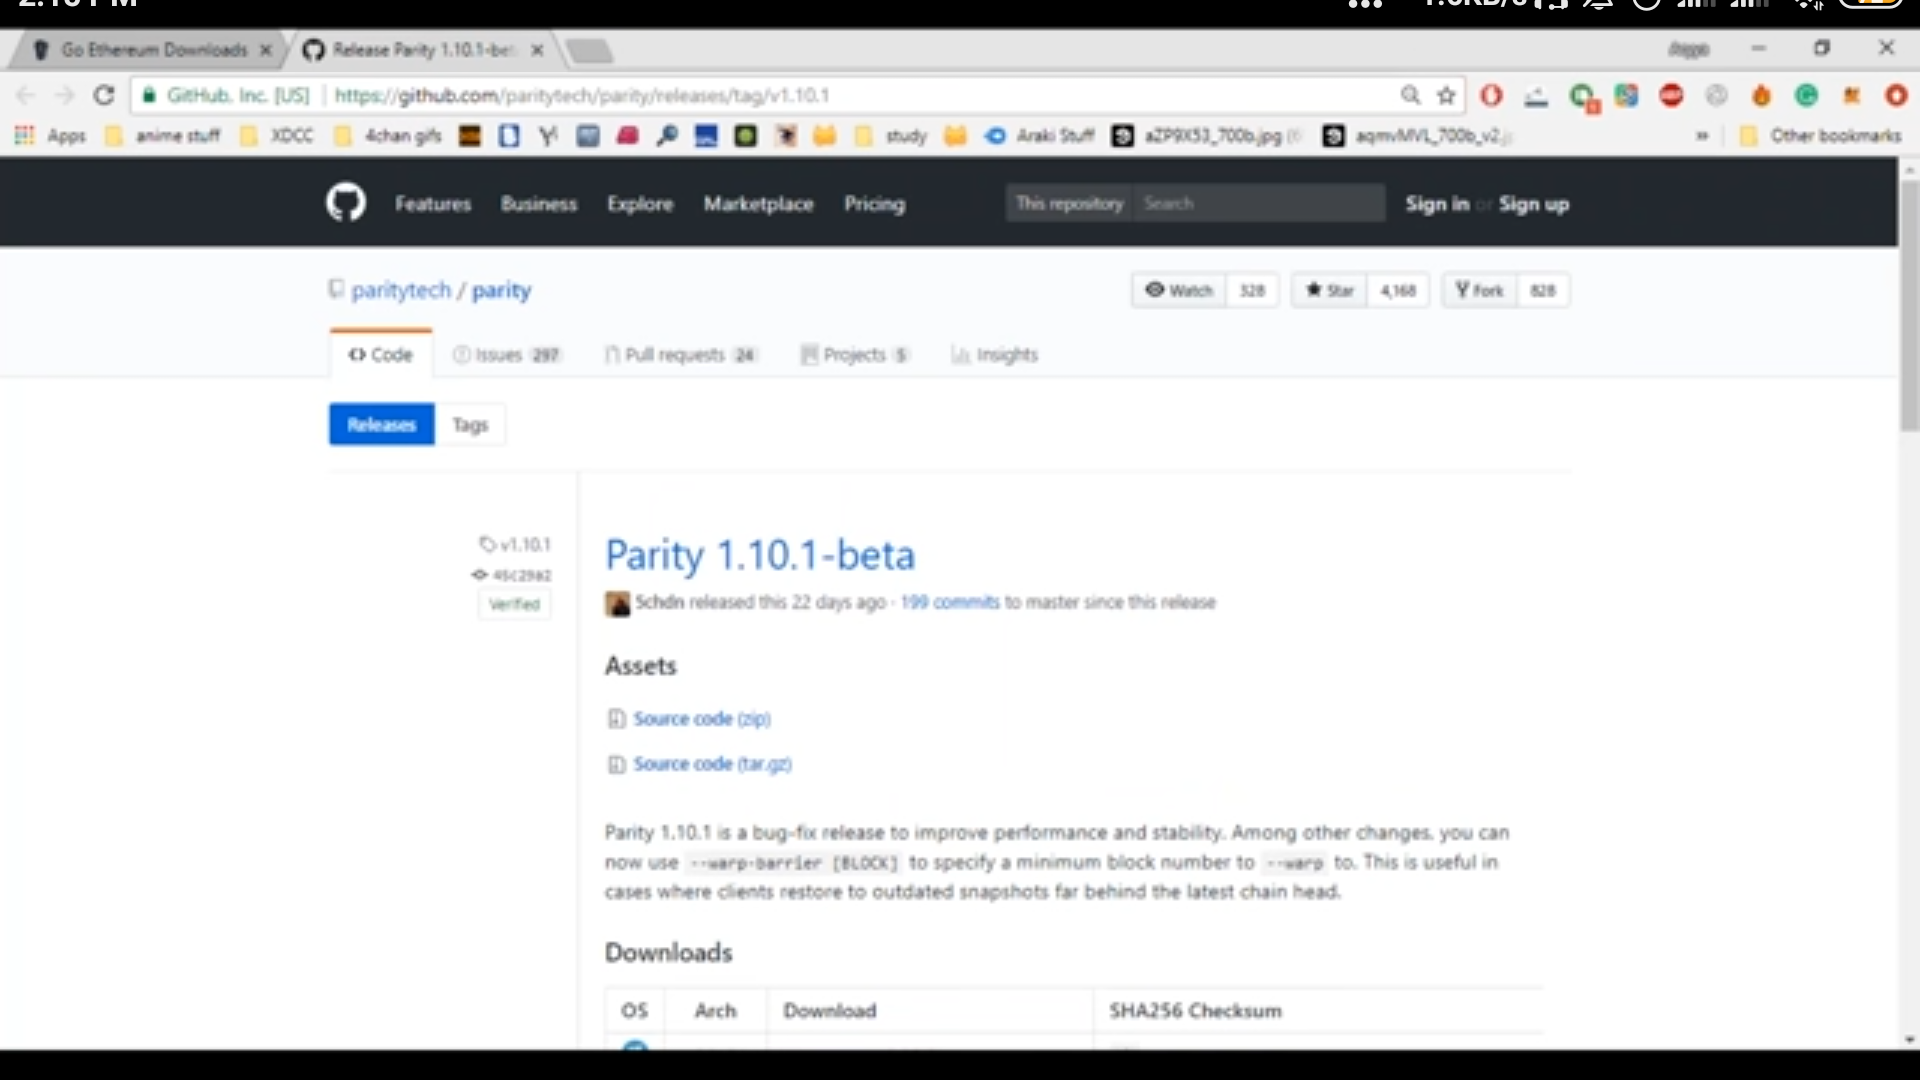 Go Ethereum Downloads
Release Parity 1.10.1-bet
GitHub, Inc. [US] https://github.com/paritytech/parity/releases/tag/v1.10.1
Apps anime stuff XDCC 4chan gifs study Araki Stuff aZP9X53_700b.jpg (6 aqmvMVL_700b_v2.j » Other bookmarks
Features Business Explore Marketplace Pricing This repository Search Sign in or Sign up
paritytech / parity Watch 328 Star 4,168 Fork 828
Code Issues 297 Pull requests 24 Projects 5 Insights
Releases Tags
v1.10.1
Parity 1.10.1-beta
45c29a2
Verified
5chdn released this 22 days ago · 199 commits to master since this release
Assets
Source code (zip)
Source code (tar.gz)
Parity 1.10.1 is a bug-fix release to improve performance and stability. Among other changes, you can
now use --warp-barrier [BLOCK] to specify a minimum block number to --warp to. This is useful in
cases where clients restore to outdated snapshots far behind the latest chain head.
Downloads
OS Arch Download SHA256 Checksum